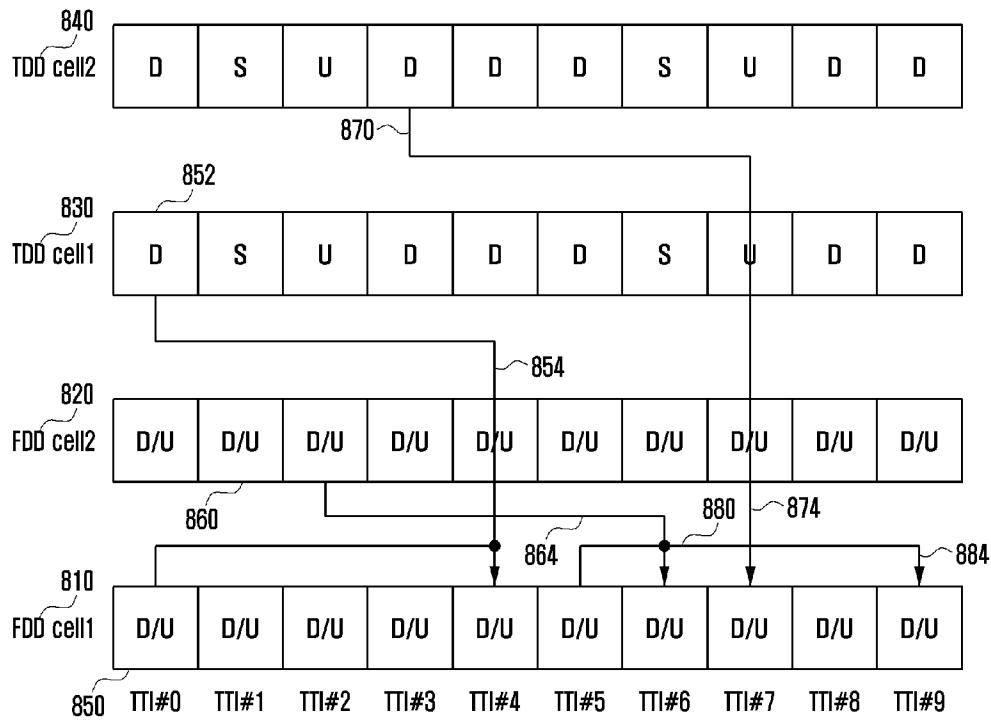 840
TDD cell2 D S U D D D S U D D
870
852
830
TDD cell1 D S U D D D S U D D
854
820
FDD cell2 D/U D/U D/U D/U D/U D/U D/U D/U D/U D/U
860
864
880
874
884
810
FDD cell1 D/U D/U D/U D/U D/U D/U D/U D/U D/U D/U
850
TTI#0 TTI#1 TTI#2 TTI#3 TTI#4 TTI#5 TTI#6 TTI#7 TTI#8 TTI#9